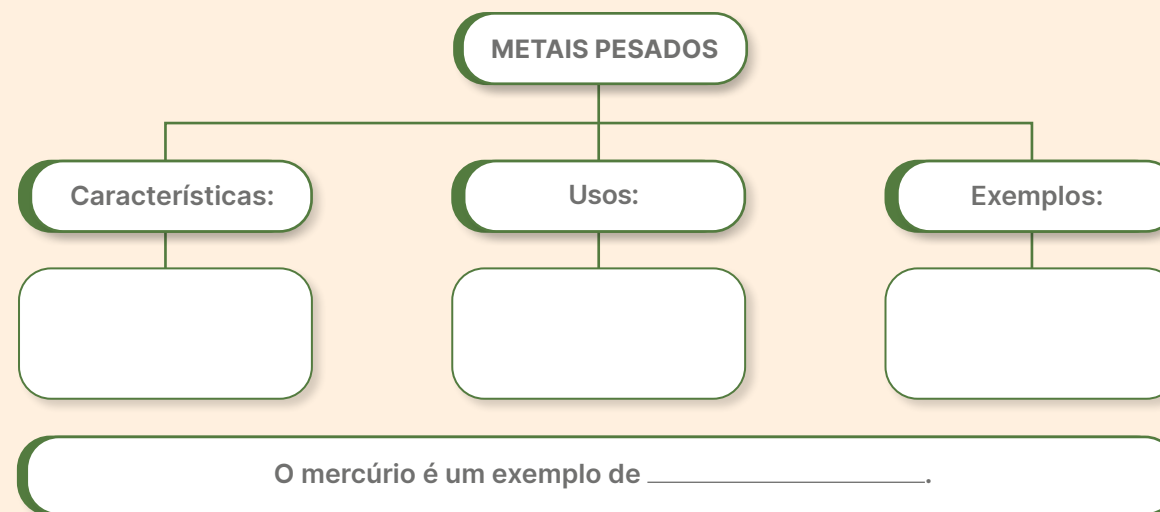 METAIS PESADOS
Características:
Usos:
Exemplos:
O mercúrio é um exemplo de ____________________.